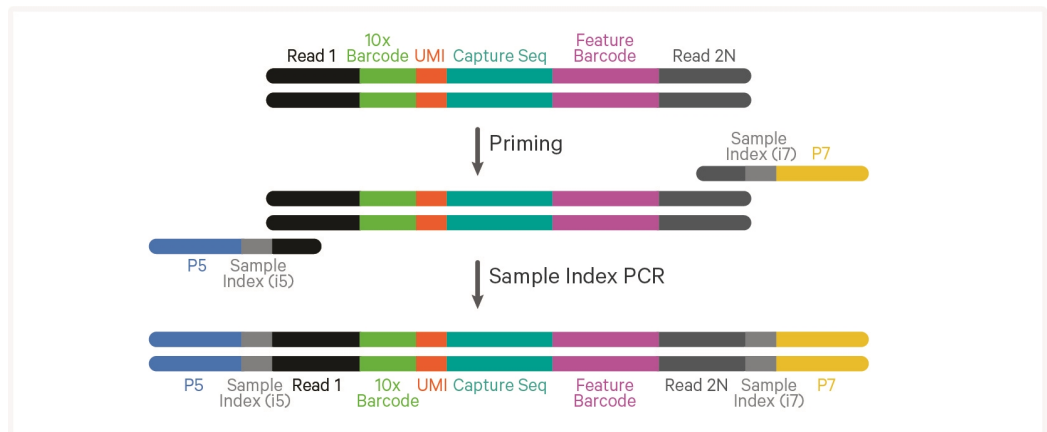 10x Feature
Read 1 Barcode UMI Capture Seq Barcode Read 2N
Priming
Sample
Index (i7) P7
P5 Sample
Index (i5)
Sample Index PCR
P5 Sample Read 1 10x UMI Capture Seq Feature Read 2N Sample P7
Index (i5) Barcode Barcode Index (i7)